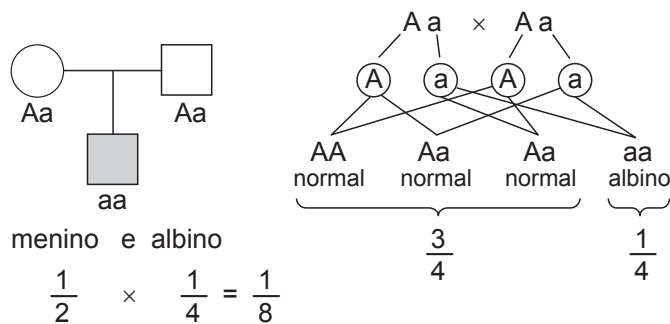 Aa
Aa
aa
menino e albino
1/2 × 1/4 = 1/8
A a × A a
A a A a
AA Aa Aa aa
normal normal normal albino
3/4 1/4